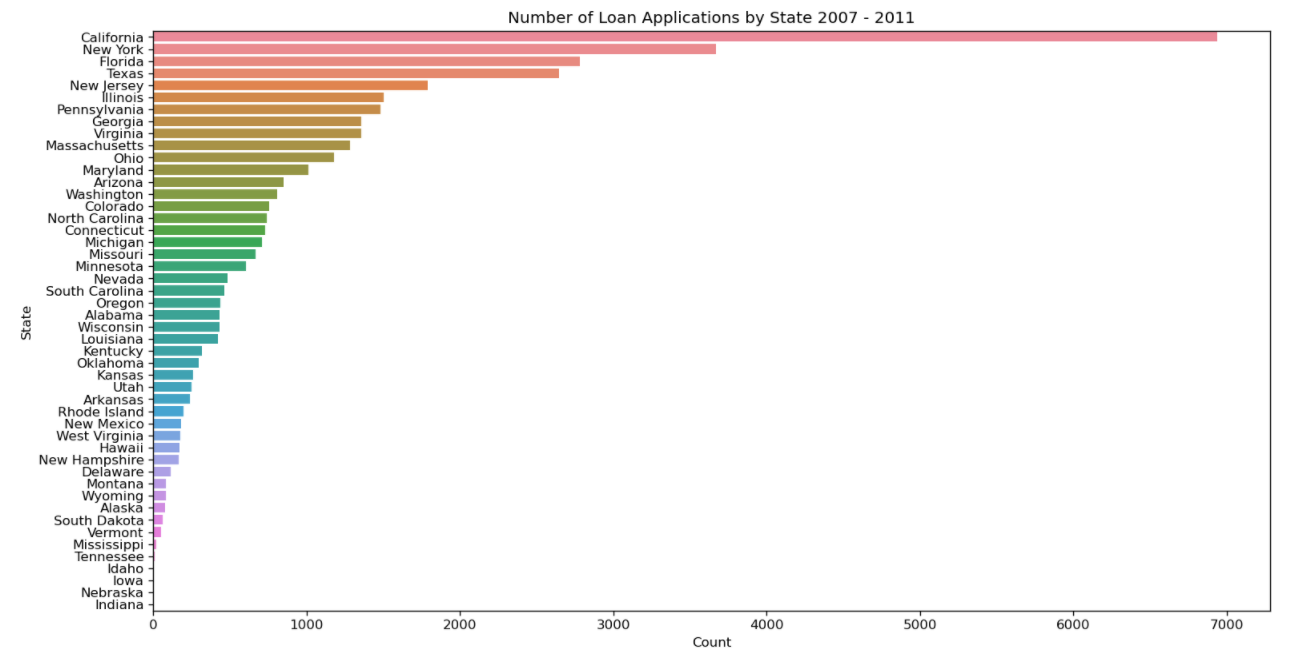 Number of Loan Applications by State 2007 - 2011
California
New York
Florida
Texas
New Jersey
Illinois
Pennsylvania
Georgia
Virginia
Massachusetts
Ohio
Maryland
Arizona
Washington
Colorado
North Carolina
Connecticut
Michigan
Missouri
Minnesota
Nevada
South Carolina
Oregon
Alabama
Wisconsin
Louisiana
Kentucky
Oklahoma
Kansas
Utah
Arkansas
Rhode Island
New Mexico
West Virginia
Hawaii
New Hampshire
Delaware
Montana
Wyoming
Alaska
South Dakota
Vermont
Mississippi
Tennessee
Idaho
Iowa
Nebraska
Indiana
State
0 1000 2000 3000 4000 5000 6000 7000
Count